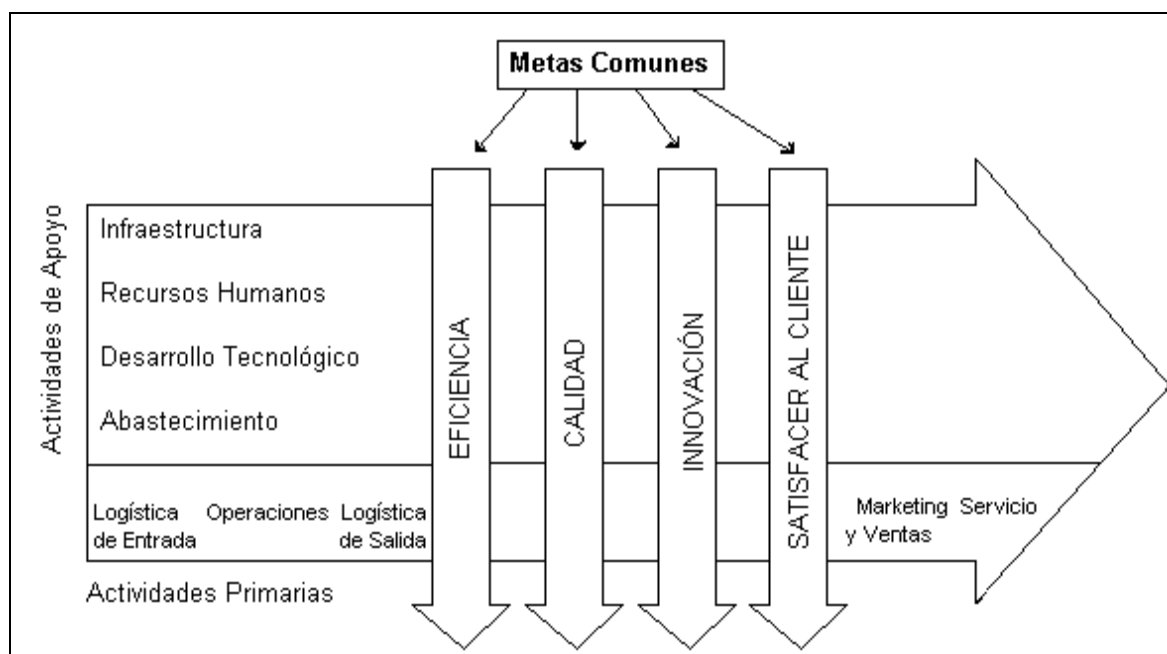 Metas Comunes
Actividades de Apoyo
Infraestructura
Recursos Humanos
Desarrollo Tecnológico
Abastecimiento
EFICIENCIA
CALIDAD
INNOVACIÓN
SATISFACER AL CLIENTE
Logística
de Entrada
Operaciones
Logística
de Salida
Marketing
y Ventas
Servicio
Actividades Primarias